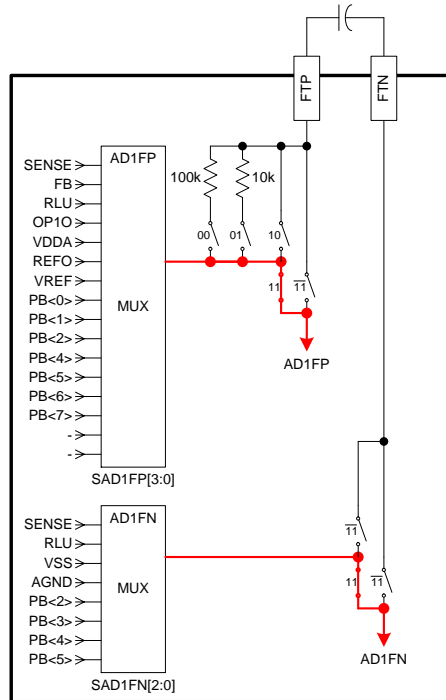 FTP
FTN
AD1FP
SENSE
FB
RLU
OP1O
VDDA
REFO
VREF
PB<0>
PB<1>
PB<2>
PB<4>
PB<5>
PB<6>
PB<7>
-
-
MUX
SAD1FP[3:0]
100k
10k
00
01
10
11
11
AD1FP
AD1FN
SENSE
RLU
VSS
AGND
PB<2>
PB<3>
PB<4>
PB<5>
MUX
SAD1FN[2:0]
11
11
11
AD1FN